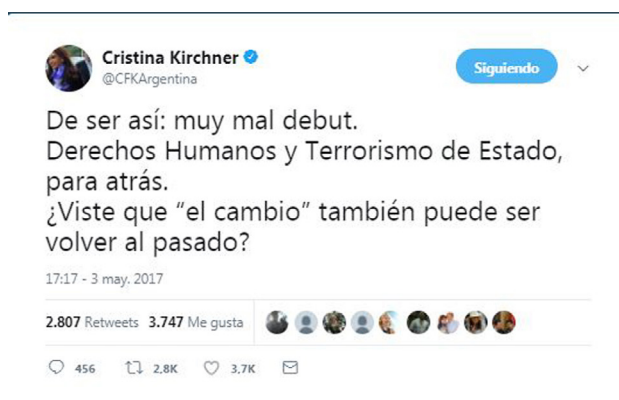 Cristina Kirchner
@CFKArgentina
Siguiendo
De ser así: muy mal debut.
Derechos Humanos y Terrorismo de Estado,
para atrás.
¿Viste que “el cambio” también puede ser
volver al pasado?
17:17 - 3 may. 2017
2.807 Retweets 3.747 Me gusta
456 2,8K 3,7K